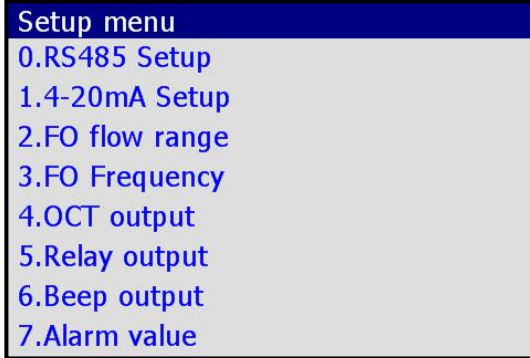 Setup menu
0.RS485 Setup
1.4-20mA Setup
2.FO flow range
3.FO Frequency
4.OCT output
5.Relay output
6.Beep output
7.Alarm value